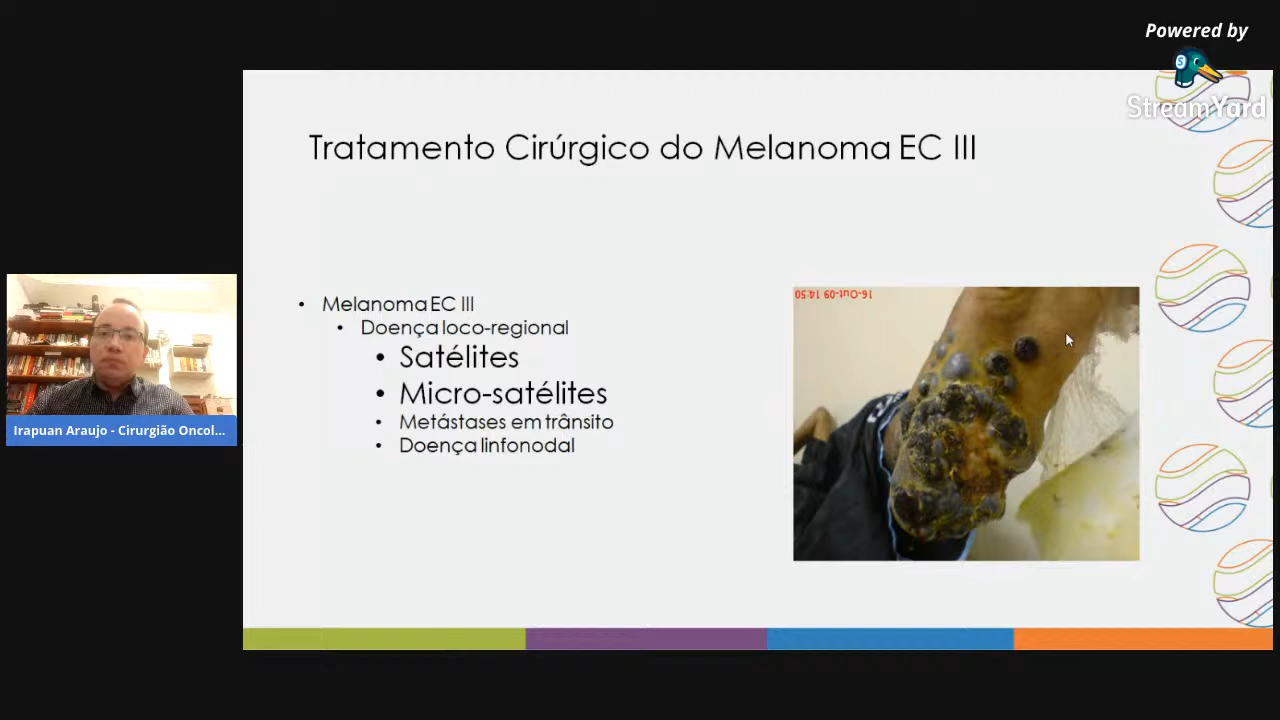 Powered by
StreamYard
Tratamento Cirúrgico do Melanoma EC III
• Melanoma EC III
• Doença loco-regional
• Satélites
• Micro-satélites
• Metástases em trânsito
• Doença linfonodal
16-Out-09 14:50
Irapuan Araujo - Cirurgião Oncol...